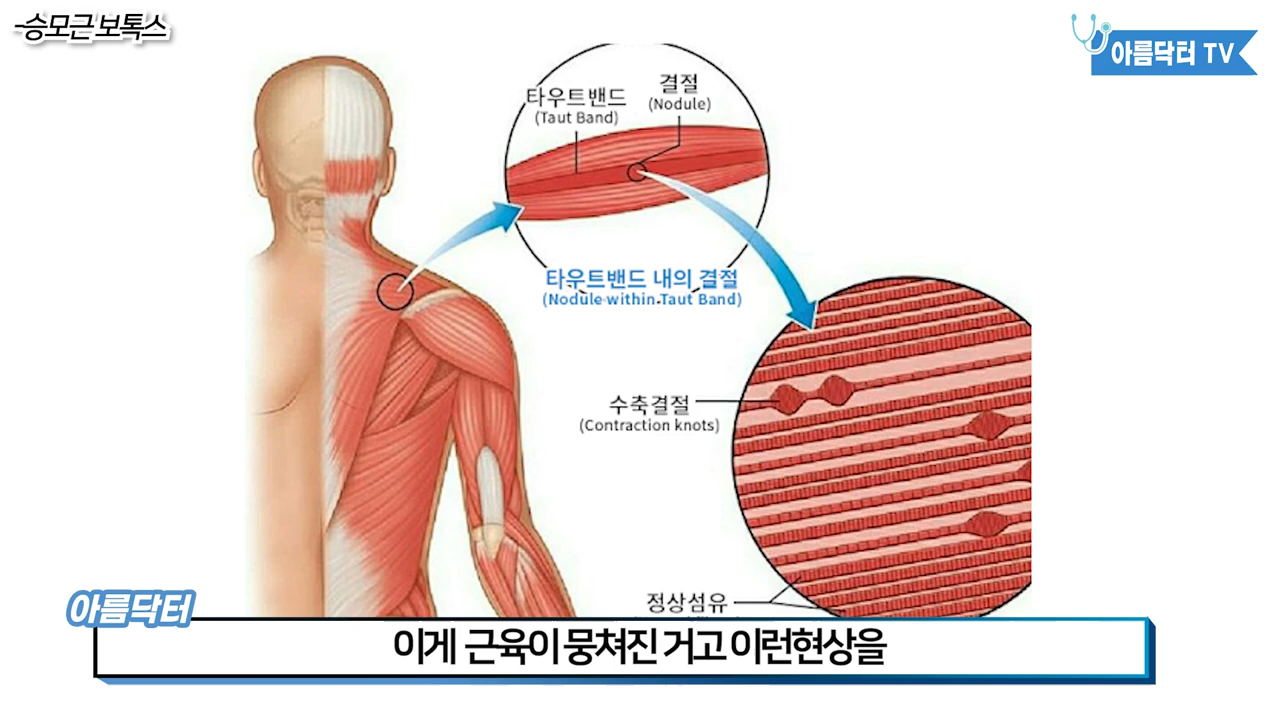 -승모근 보톡스
아름닥터 TV
타우트밴드
(Taut Band)
결절
(Nodule)
타우트밴드 내의 결절
(Nodule within Taut Band)
수축결절
(Contraction knots)
정상섬유
아름닥터
이게 근육이 뭉쳐진 거고 이런현상을